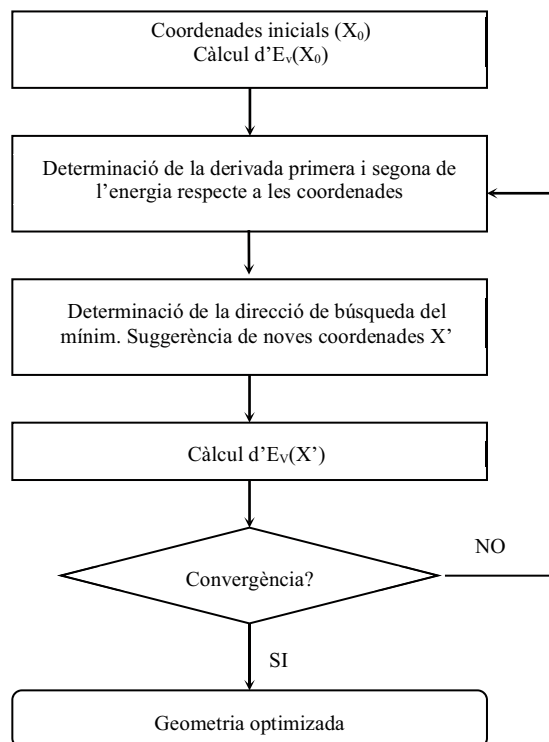 Coordenades inicials (X₀)
Càlcul d’Eᵥ(X₀)
Determinació de la derivada primera i segona de
l’energia respecte a les coordenades
Determinació de la direcció de búsqueda del
mínim. Suggerència de noves coordenades X’
Càlcul d’E_V(X’)
Convergència?
NO
SI
Geometria optimizada